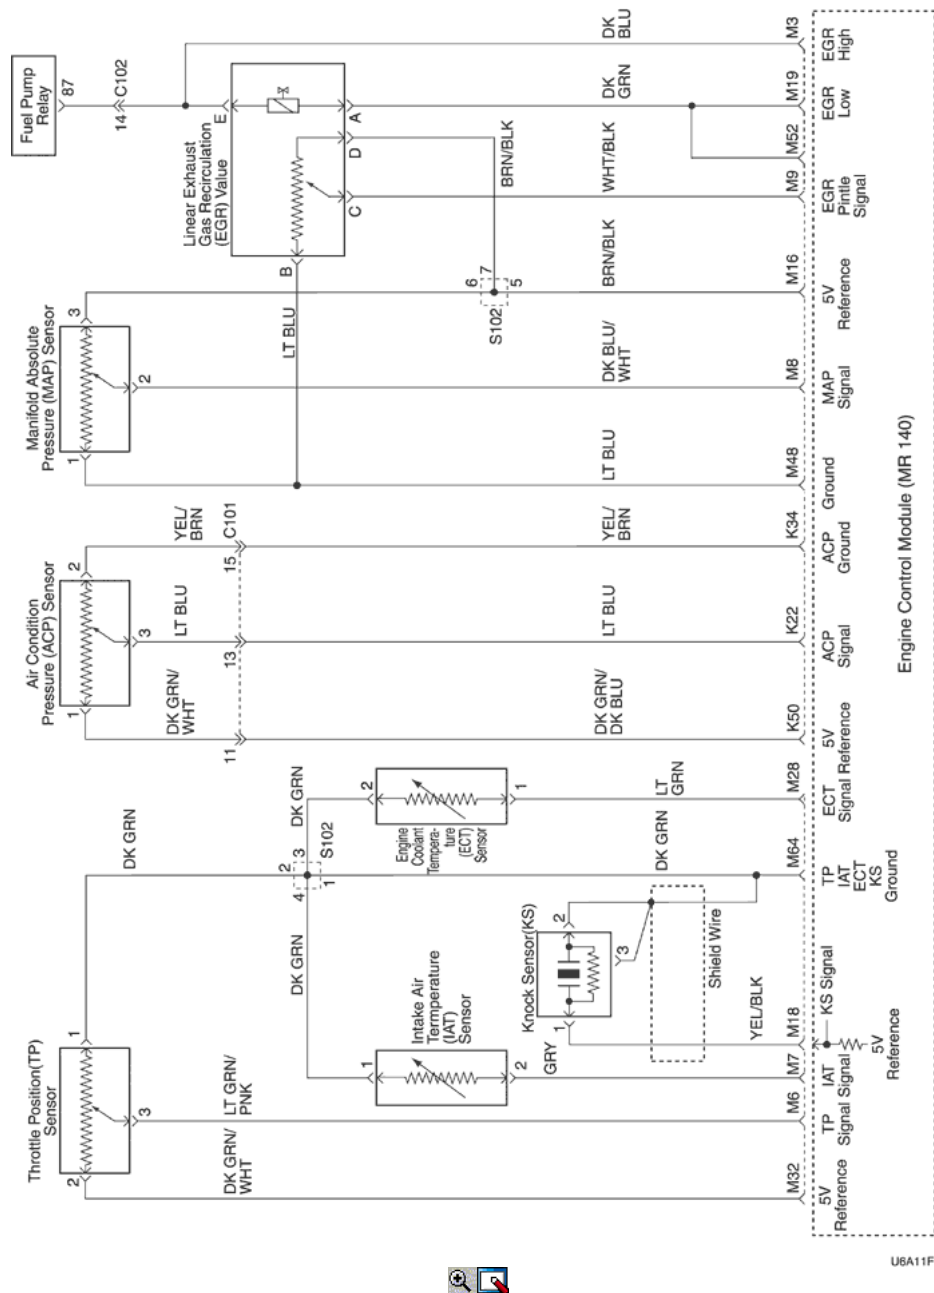 Fuel Pump
Relay
87
C102
14
E
A
D
C
B
Linear Exhaust
Gas Recirculation
(EGR) Value
DK
BLU
DK
GRN
BRN/BLK
WHT/BLK
BRN/BLK
LT BLU
6
7
5
S102
M3
M19
M52
M9
M16
EGR
High
EGR
Low
EGR
Pintle
Signal
5V
Reference
Manifold Absolute
Pressure (MAP) Sensor
3
2
1
DK BLU/
WHT
LT BLU
M8
M48
MAP
Signal
Ground
Air Condition
Pressure (ACP) Sensor
2
3
1
YEL/
BRN
C101
15
LT BLU
13
DK GRN/
WHT
11
YEL/
BRN
LT BLU
DK GRN/
DK BLU
K34
K22
K50
ACP
Ground
ACP
Signal
5V
Reference
Engine Control Module (MR 140)
DK GRN
DK GRN
2
3
4
1
S102
DK GRN
2
Engine
Coolant
Tempera-
ture
(ECT)
Sensor
1
LT
GRN
DK GRN
M28
M64
ECT
Signal
TP
IAT
ECT
KS
Ground
Knock Sensor(KS)
2
3
1
GRY
Shield Wire
YEL/BLK
M18
KS Signal
5V
Reference
Intake Air
Termperature
(IAT)
Sensor
1
2
M7
IAT
Signal
Throttle Position(TP)
Sensor
1
3
2
LT GRN/
PNK
DK GRN/
WHT
M6
M32
TP
Signal
5V
Reference
U6A11F